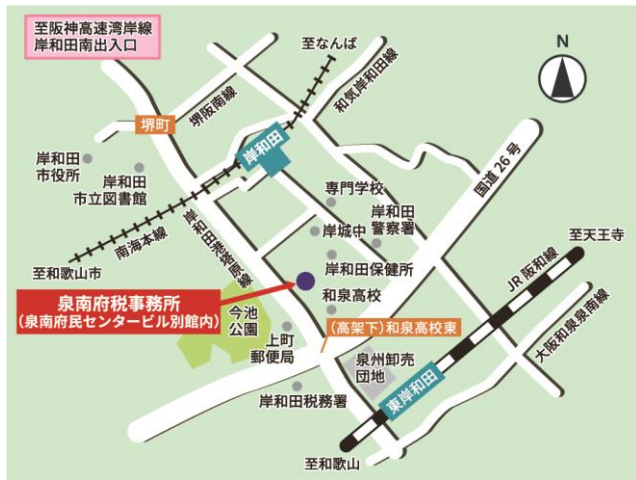 至阪神高速湾岸線
岸和田南出入口
至なんば
N
堺阪南線
和気岸和田線
堺町
岸和田
国道26号
岸和田
市役所
岸和田
市立図書館
専門学校
岸城中
岸和田
警察署
南海本線
岸和田港塔原線
至天王寺
岸和田保健所
至和歌山市
JR阪和線
泉南府税事務所
(泉南府民センタービル別館内)
和泉高校
大阪和泉泉南線
今池
公園
(高架下)和泉高校東
上町
郵便局
泉州卸売
団地
岸和田税務署
東岸和田
至和歌山